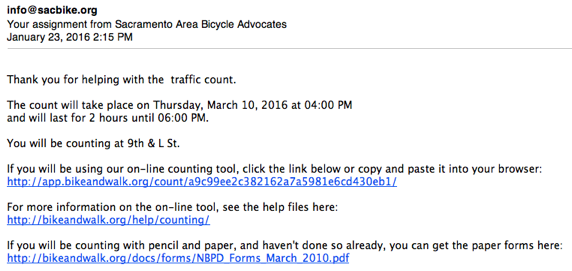 info@sacbike.org
Your assignment from Sacramento Area Bicycle Advocates
January 23, 2016 2:15 PM
Thank you for helping with the  traffic count.
The count will take place on Thursday, March 10, 2016 at 04:00 PM
and will last for 2 hours until 06:00 PM.
You will be counting at 9th & L St.
If you will be using our on-line counting tool, click the link below or copy and paste it into your browser:
http://app.bikeandwalk.org/count/a9c99ee2c382162a7a5981e6cd430eb1/
For more information on the on-line tool, see the help files here:
http://bikeandwalk.org/help/counting/
If you will be counting with pencil and paper, and haven't done so already, you can get the paper forms here:
http://bikeandwalk.org/docs/forms/NBPD_Forms_March_2010.pdf